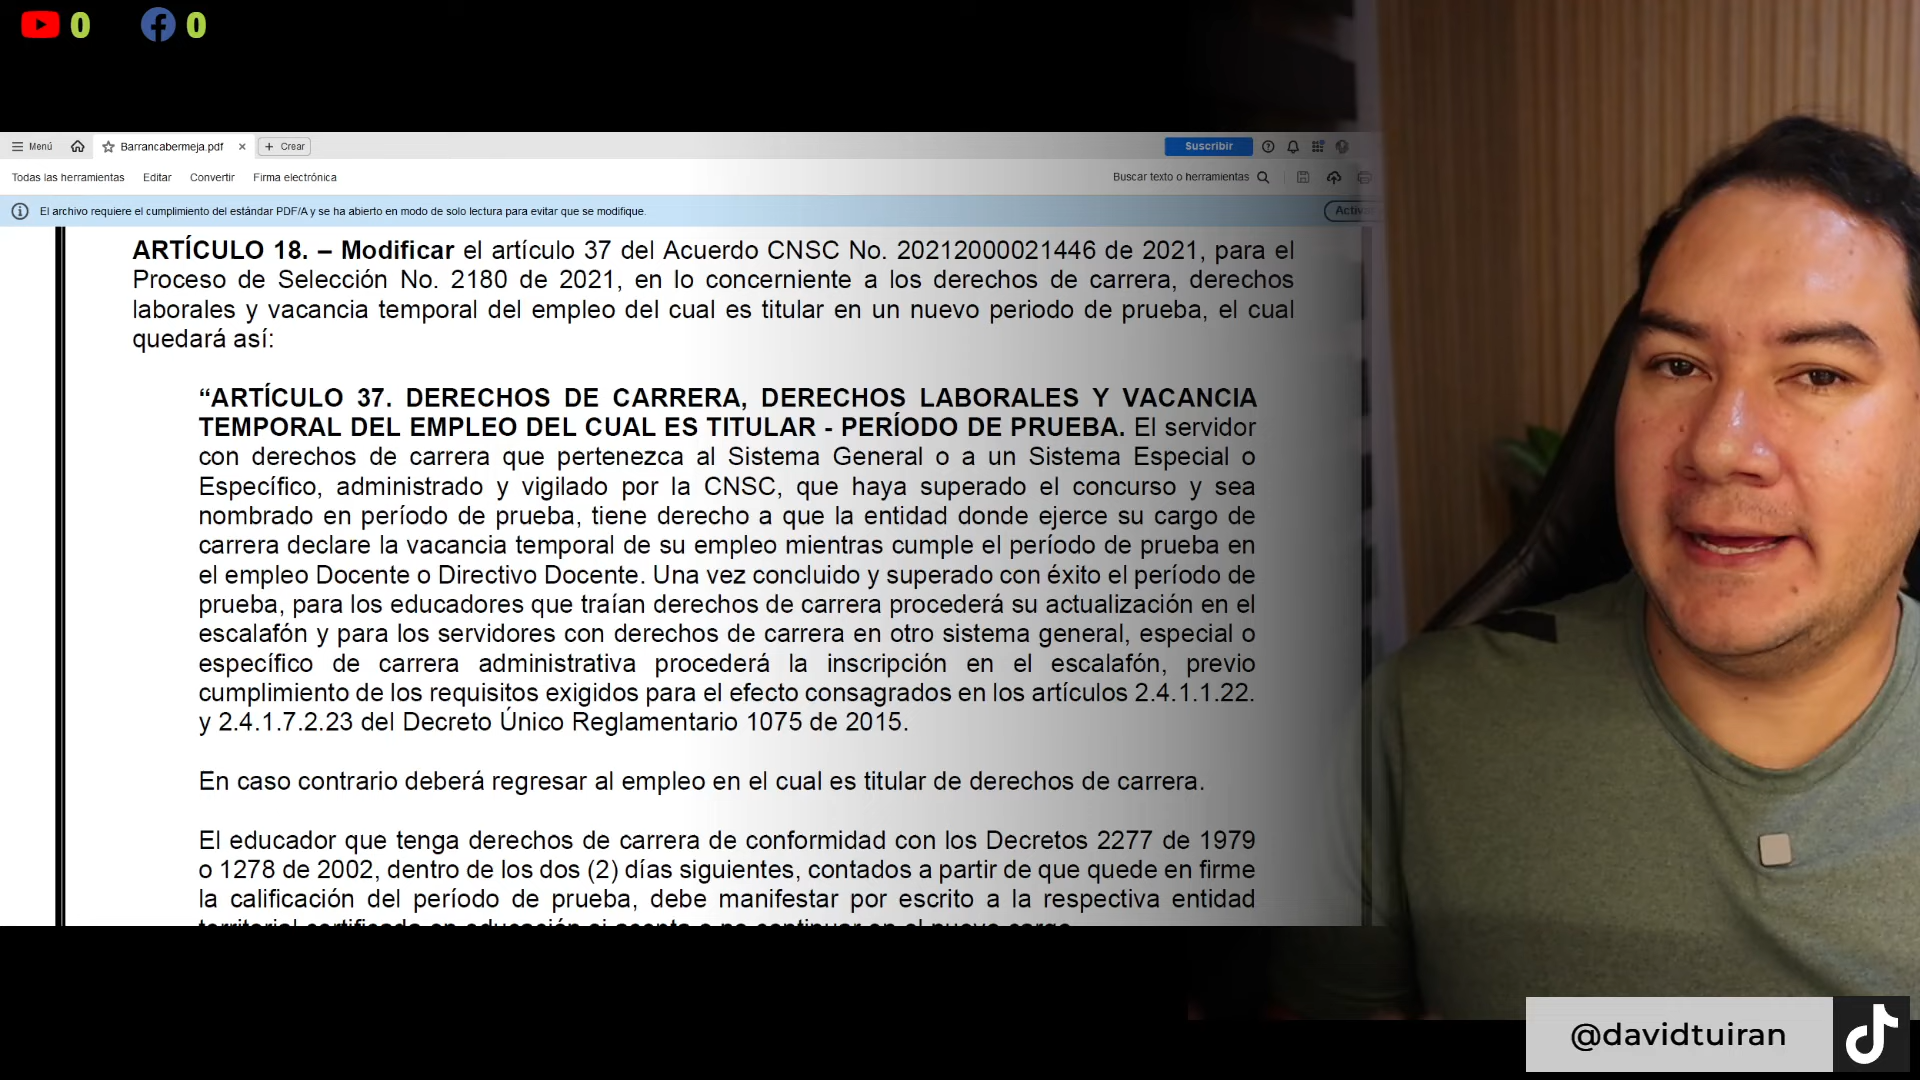 0 0
Menú Barrancabermeja.pdf Crear Suscribir
Todas las herramientas Editar Convertir Firma electrónica Buscar texto o herramientas
El archivo requiere el cumplimiento del estándar PDF/A y se ha abierto en modo de solo lectura para evitar que se modifique.
ARTÍCULO 18. – Modificar el artículo 37 del Acuerdo CNSC No. 20212000021446 de 2021, para el
Proceso de Selección No. 2180 de 2021, en lo concerniente a los derechos de carrera, derechos
laborales y vacancia temporal del empleo del cual es titular en un nuevo periodo de prueba, el cual
quedará así:
“ARTÍCULO 37. DERECHOS DE CARRERA, DERECHOS LABORALES Y VACANCIA
TEMPORAL DEL EMPLEO DEL CUAL ES TITULAR - PERÍODO DE PRUEBA. El servidor
con derechos de carrera que pertenezca al Sistema General o a un Sistema Especial o
Específico, administrado y vigilado por la CNSC, que haya superado el concurso y sea
nombrado en período de prueba, tiene derecho a que la entidad donde ejerce su cargo de
carrera declare la vacancia temporal de su empleo mientras cumple el período de prueba en
el empleo Docente o Directivo Docente. Una vez concluido y superado con éxito el período de
prueba, para los educadores que traían derechos de carrera procederá su actualización en el
escalafón y para los servidores con derechos de carrera en otro sistema general, especial o
específico de carrera administrativa procederá la inscripción en el escalafón, previo
cumplimiento de los requisitos exigidos para el efecto consagrados en los artículos 2.4.1.1.22.
y 2.4.1.7.2.23 del Decreto Único Reglamentario 1075 de 2015.
En caso contrario deberá regresar al empleo en el cual es titular de derechos de carrera.
El educador que tenga derechos de carrera de conformidad con los Decretos 2277 de 1979
o 1278 de 2002, dentro de los dos (2) días siguientes, contados a partir de que quede en firme
la calificación del período de prueba, debe manifestar por escrito a la respectiva entidad
territorial certificada en educación si acepta o no continuar en el nuevo cargo.
@davidtuiran